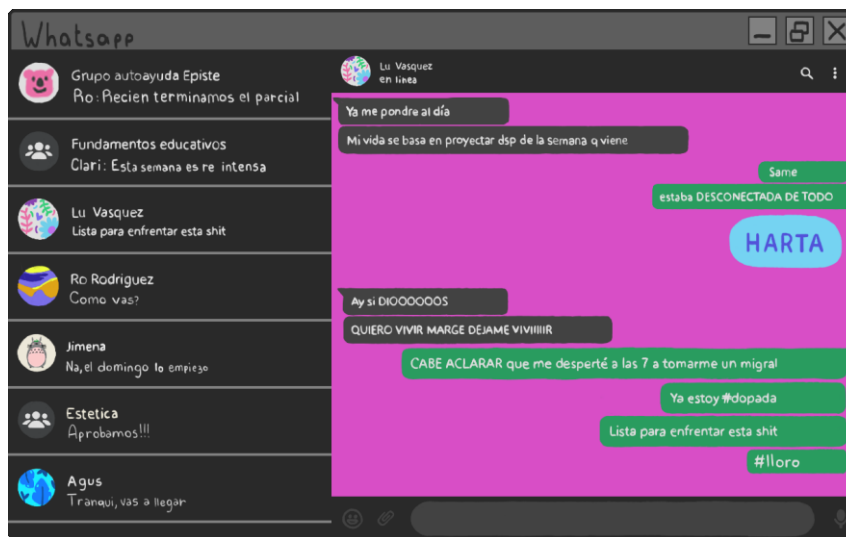 Whatsapp
Grupo autoayuda Episte
Ro: Recien terminamos el parcial
Fundamentos educativos
Clari: Esta semana es re intensa
Lu Vasquez
Lista para enfrentar esta shit
Ro Rodriguez
Como vas?
Jimena
Na, el domingo lo empiezo
Estetica
Aprobamos!!!
Agus
Tranqui, vas a llegar
Lu Vasquez
en linea
Ya me pondre al día
Mi vida se basa en proyectar dsp de la semana q viene
Same
estaba DESCONECTADA DE TODO
HARTA
Ay si DIOOOOOOS
QUIERO VIVIR MARGE DEJAME VIVIIIIIR
CABE ACLARAR que me desperté a las 7 a tomarme un migral
Ya estoy #dopada
Lista para enfrentar esta shit
#lloro